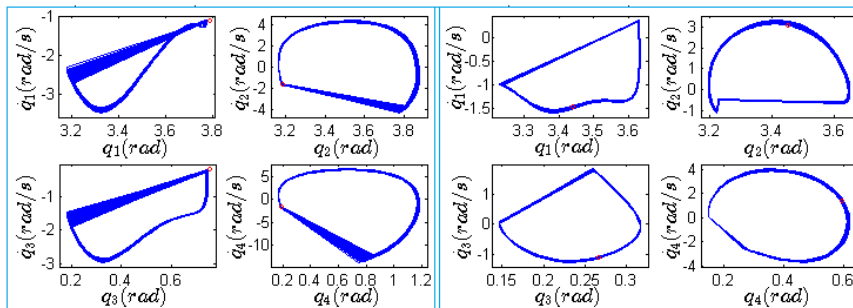 q̇1(rad/s)
-1
-2
-3
3.2 3.4 3.6 3.8
q1(rad)
q̇2(rad/s)
4
2
0
-2
-4
3.2 3.4 3.6 3.8
q2(rad)
q̇1(rad/s)
0
-0.5
-1
-1.5
3.3 3.4 3.5 3.6
q1(rad)
q̇2(rad/s)
3
2
1
0
-1
3.2 3.4 3.6
q2(rad)
q̇3(rad/s)
-1
-2
-3
0.2 0.4 0.6
q3(rad)
q̇4(rad/s)
5
0
-5
-10
0.2 0.4 0.6 0.8 1 1.2
q4(rad)
q̇3(rad/s)
1
0
-1
0.15 0.2 0.25 0.3
q3(rad)
q̇4(rad/s)
4
2
0
-2
-4
0.2 0.4 0.6
q4(rad)